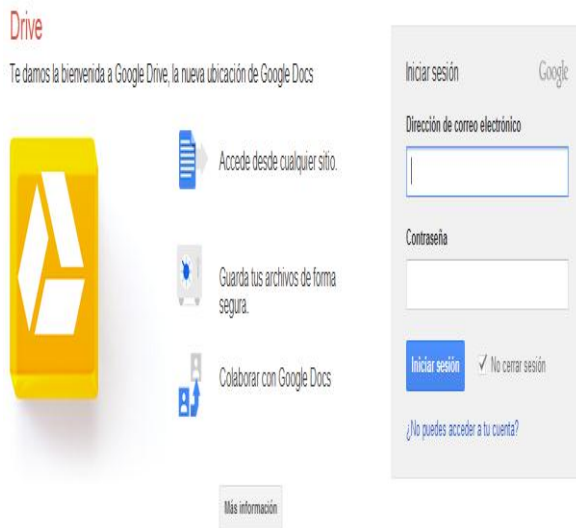 Drive
Te damos la bienvenida a Google Drive, la nueva ubicación de Google Docs
Accede desde cualquier sitio.
Guarda tus archivos de forma
segura.
Colaborar con Google Docs
Más información
Iniciar sesión Google
Dirección de correo electrónico
Contraseña
Iniciar sesión No cerrar sesión
¿No puedes acceder a tu cuenta?